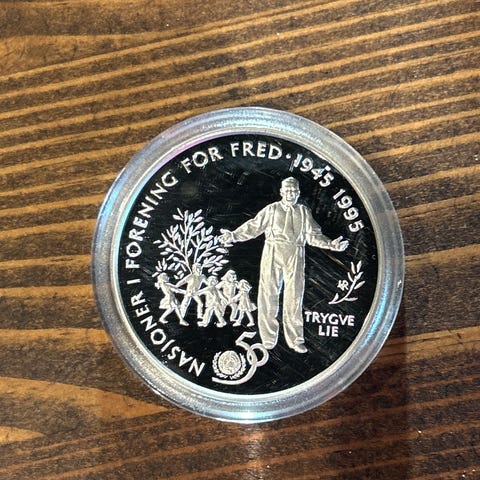 NASJONER I FORENING FOR FRED · 1945 1995
TRYGVE
LIE
50